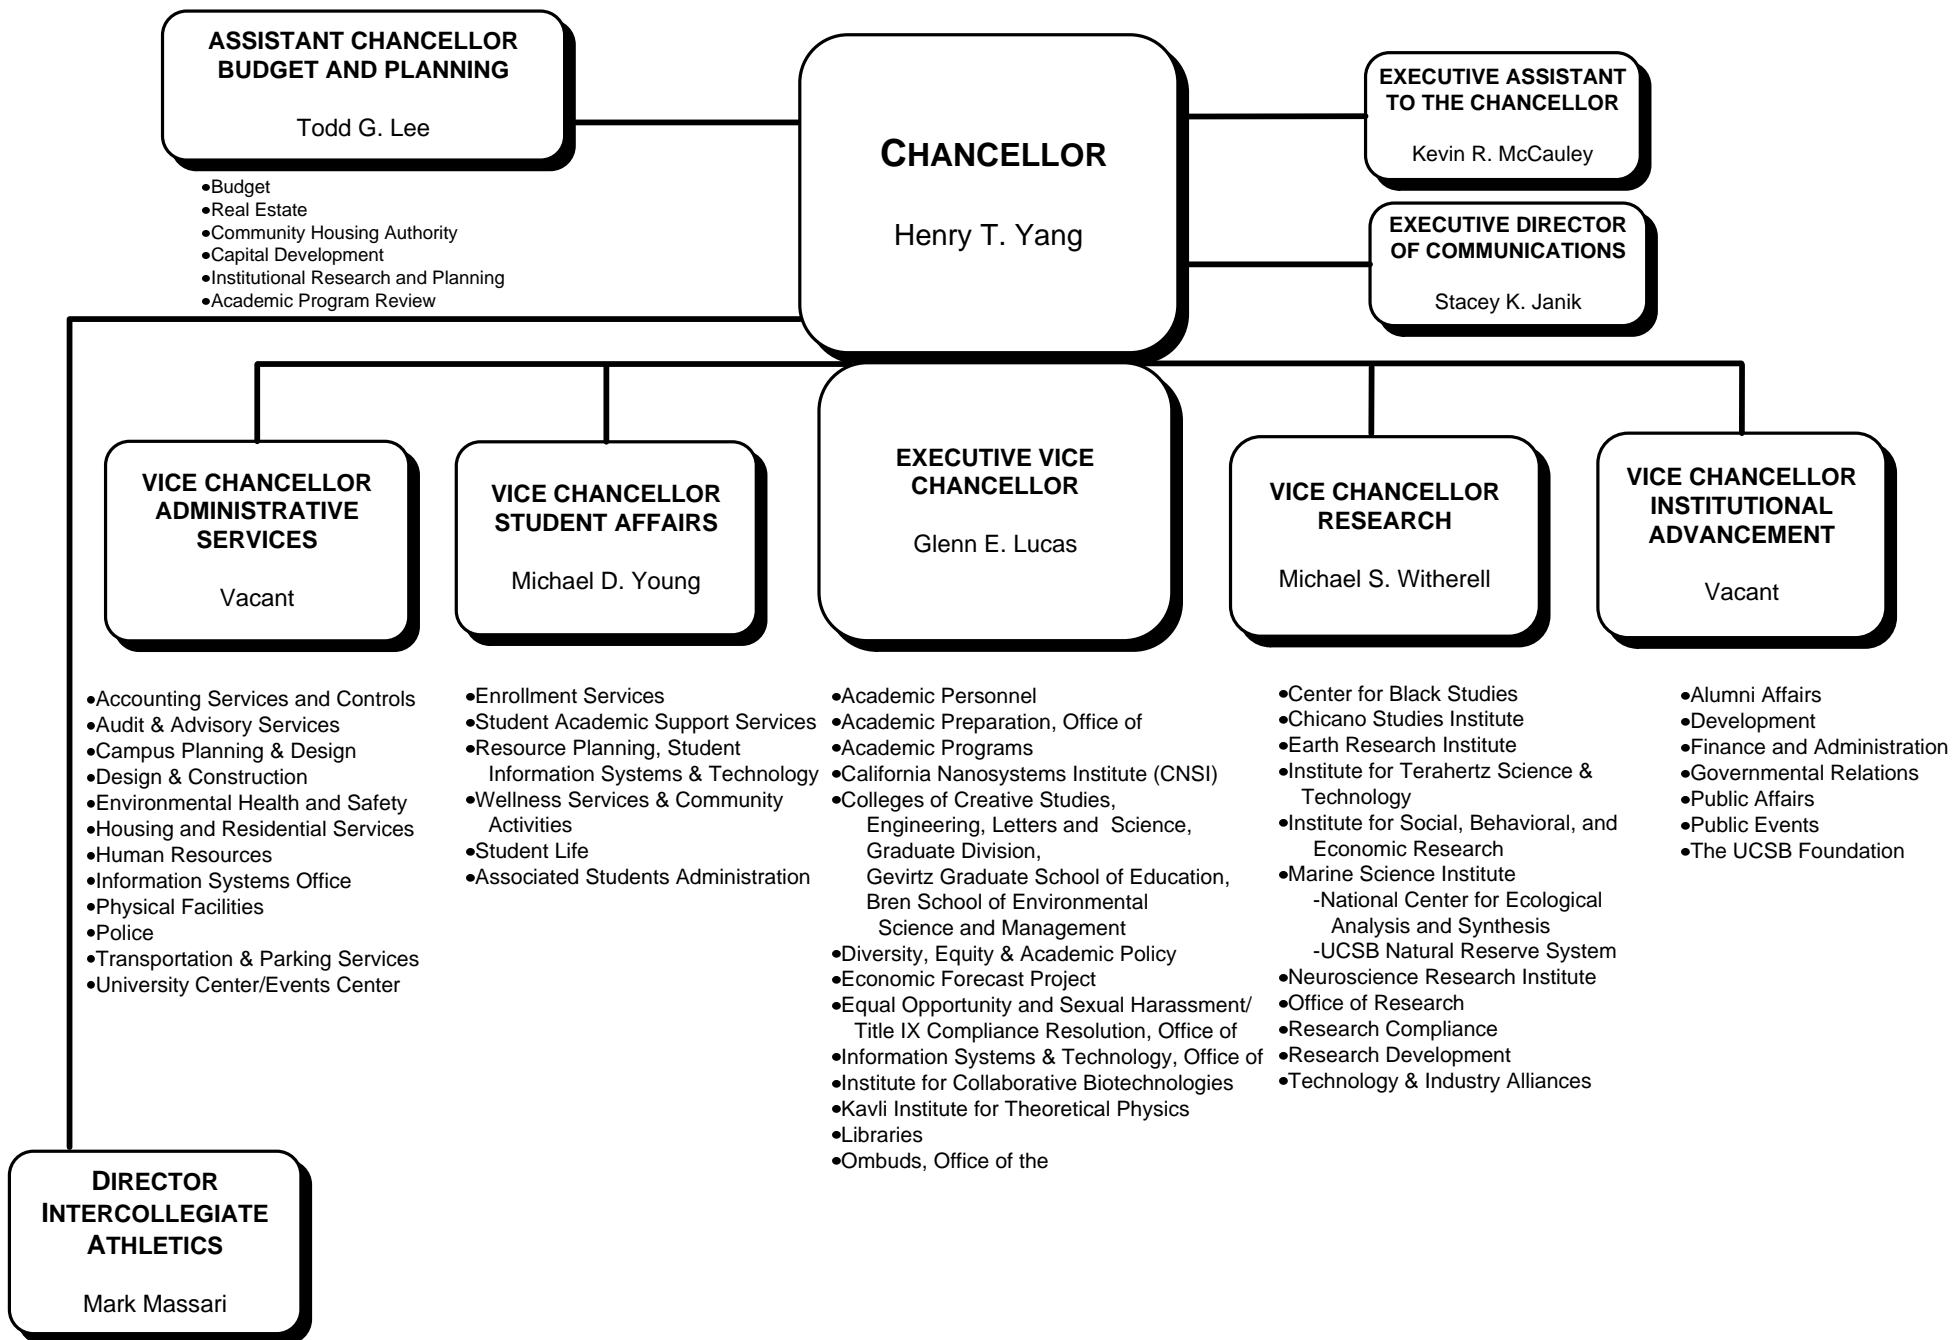 ASSISTANT CHANCELLOR
BUDGET AND PLANNING
Todd G. Lee
•Budget
•Real Estate
•Community Housing Authority
•Capital Development
•Institutional Research and Planning
•Academic Program Review
CHANCELLOR
Henry T. Yang
EXECUTIVE ASSISTANT
TO THE CHANCELLOR
Kevin R. McCauley
EXECUTIVE DIRECTOR
OF COMMUNICATIONS
Stacey K. Janik
VICE CHANCELLOR
ADMINISTRATIVE
SERVICES
Vacant
•Accounting Services and Controls
•Audit & Advisory Services
•Campus Planning & Design
•Design & Construction
•Environmental Health and Safety
•Housing and Residential Services
•Human Resources
•Information Systems Office
•Physical Facilities
•Police
•Transportation & Parking Services
•University Center/Events Center
VICE CHANCELLOR
STUDENT AFFAIRS
Michael D. Young
•Enrollment Services
•Student Academic Support Services
•Resource Planning, Student
Information Systems & Technology
•Wellness Services & Community
Activities
•Student Life
•Associated Students Administration
EXECUTIVE VICE
CHANCELLOR
Glenn E. Lucas
•Academic Personnel
•Academic Preparation, Office of
•Academic Programs
•California Nanosystems Institute (CNSI)
•Colleges of Creative Studies,
Engineering, Letters and Science,
Graduate Division,
Gevirtz Graduate School of Education,
Bren School of Environmental
Science and Management
•Diversity, Equity & Academic Policy
•Economic Forecast Project
•Equal Opportunity and Sexual Harassment/
Title IX Compliance Resolution, Office of
•Information Systems & Technology, Office of
•Institute for Collaborative Biotechnologies
•Kavli Institute for Theoretical Physics
•Libraries
•Ombuds, Office of the
VICE CHANCELLOR
RESEARCH
Michael S. Witherell
•Center for Black Studies
•Chicano Studies Institute
•Earth Research Institute
•Institute for Terahertz Science &
Technology
•Institute for Social, Behavioral, and
Economic Research
•Marine Science Institute
-National Center for Ecological
Analysis and Synthesis
-UCSB Natural Reserve System
•Neuroscience Research Institute
•Office of Research
•Research Compliance
•Research Development
•Technology & Industry Alliances
VICE CHANCELLOR
INSTITUTIONAL
ADVANCEMENT
Vacant
•Alumni Affairs
•Development
•Finance and Administration
•Governmental Relations
•Public Affairs
•Public Events
•The UCSB Foundation
DIRECTOR
INTERCOLLEGIATE
ATHLETICS
Mark Massari